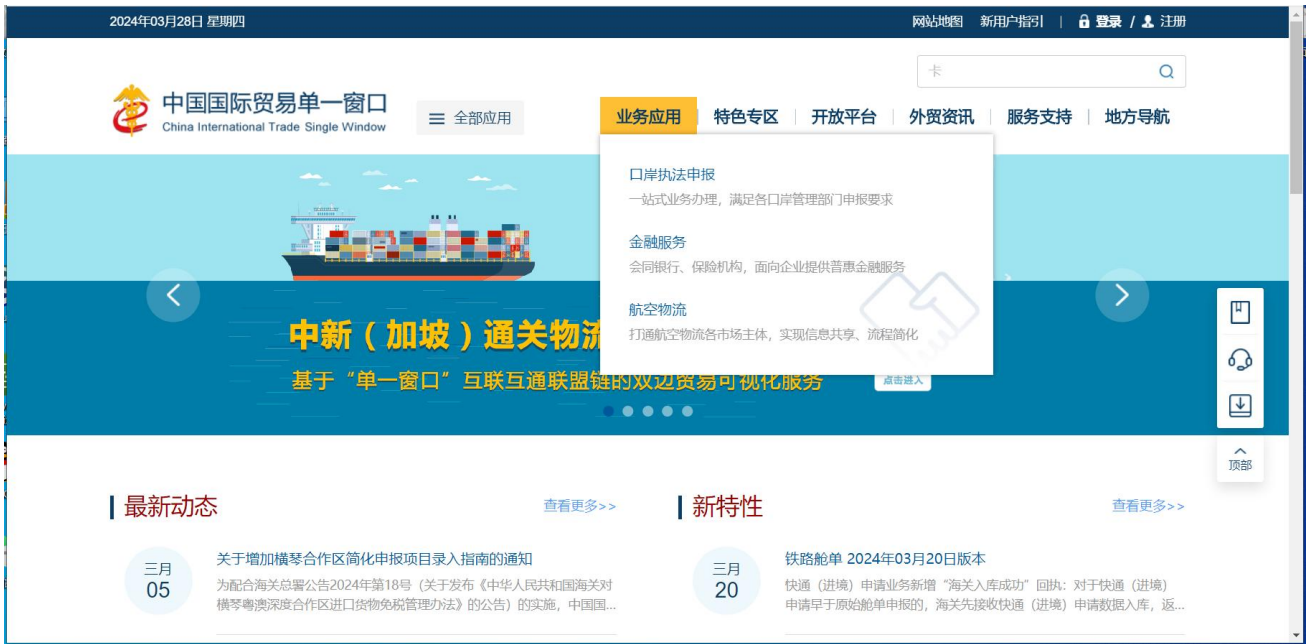 2024年03月28日 星期四
网站地图 新用户指引 | 登录 / 注册
卡
中国国际贸易单一窗口
China International Trade Single Window
全部应用
业务应用 特色专区 开放平台 外贸资讯 服务支持 地方导航
口岸执法申报
一站式业务办理，满足各口岸管理部门申报要求
金融服务
会同银行、保险机构，面向企业提供普惠金融服务
航空物流
打通航空物流各市场主体，实现信息共享、流程简化
中新（加坡）通关物流
基于“单一窗口”互联互通联盟链的双边贸易可视化服务
点击进入
顶部
最新动态
查看更多>>
三月
05
关于增加横琴合作区简化申报项目录入指南的通知
为配合海关总署公告2024年第18号（关于发布《中华人民共和国海关对
横琴粤澳深度合作区进口货物免税管理办法》的公告）的实施，中国国...
新特性
查看更多>>
三月
20
铁路舱单 2024年03月20日版本
快通（进境）申请业务新增“海关入库成功”回执：对于快通（进境）
申请早于原始舱单申报的，海关先接收快通（进境）申请数据入库，返...